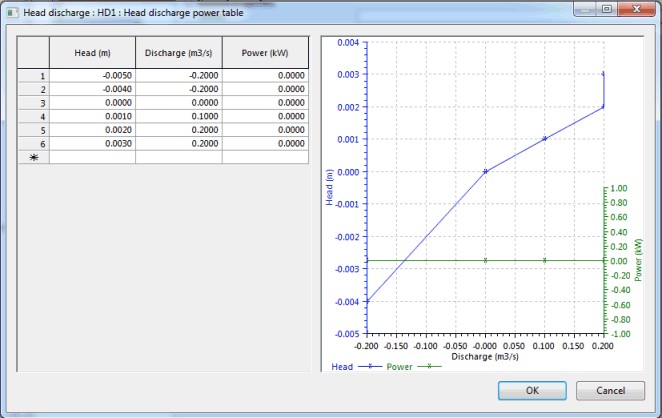 Head discharge : HD1 : Head discharge power table
Head (m) Discharge (m3/s) Power (kW)
1 -0.0050 -0.2000 0.0000
2 -0.0040 -0.2000 0.0000
3 0.0000 0.0000 0.0000
4 0.0010 0.1000 0.0000
5 0.0020 0.2000 0.0000
6 0.0030 0.2000 0.0000
*
0.004
0.003
0.002
0.001
0.000
-0.001
-0.002
-0.003
-0.004
-0.005
Head (m)
1.00
0.80
0.60
0.40
0.20
0.00
-0.20
-0.40
-0.60
-0.80
-1.00
Power (kW)
-0.200 -0.150 -0.100 -0.050 -0.000 0.050 0.100 0.150 0.200
Discharge (m3/s)
Head Power
OK Cancel